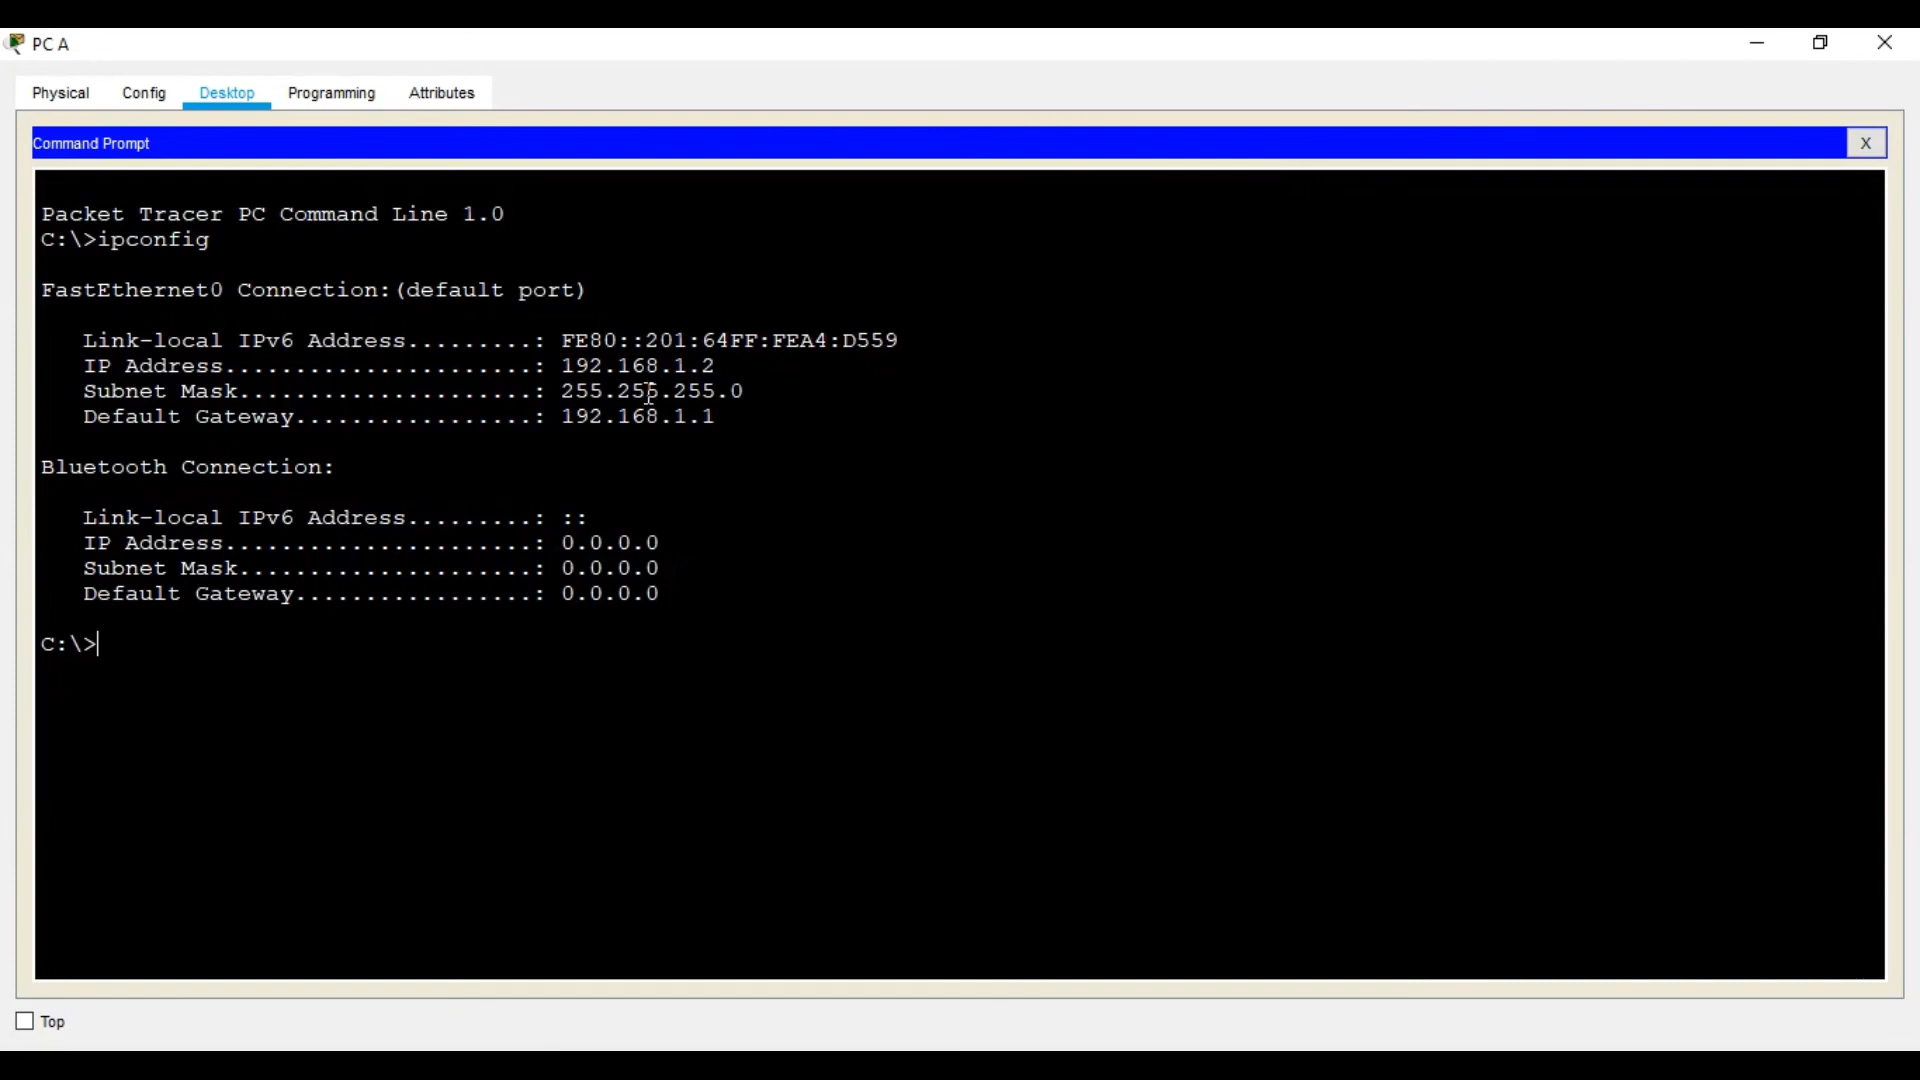 PC A
Physical Config Desktop Programming Attributes
Command Prompt X
Packet Tracer PC Command Line 1.0
C:\>ipconfig
FastEthernet0 Connection:(default port)
Link-local IPv6 Address.........: FE80::201:64FF:FEA4:D559
IP Address......................: 192.168.1.2
Subnet Mask.....................: 255.255.255.0
Default Gateway.................: 192.168.1.1
Bluetooth Connection:
Link-local IPv6 Address.........: ::
IP Address......................: 0.0.0.0
Subnet Mask.....................: 0.0.0.0
Default Gateway.................: 0.0.0.0
C:\>
Top